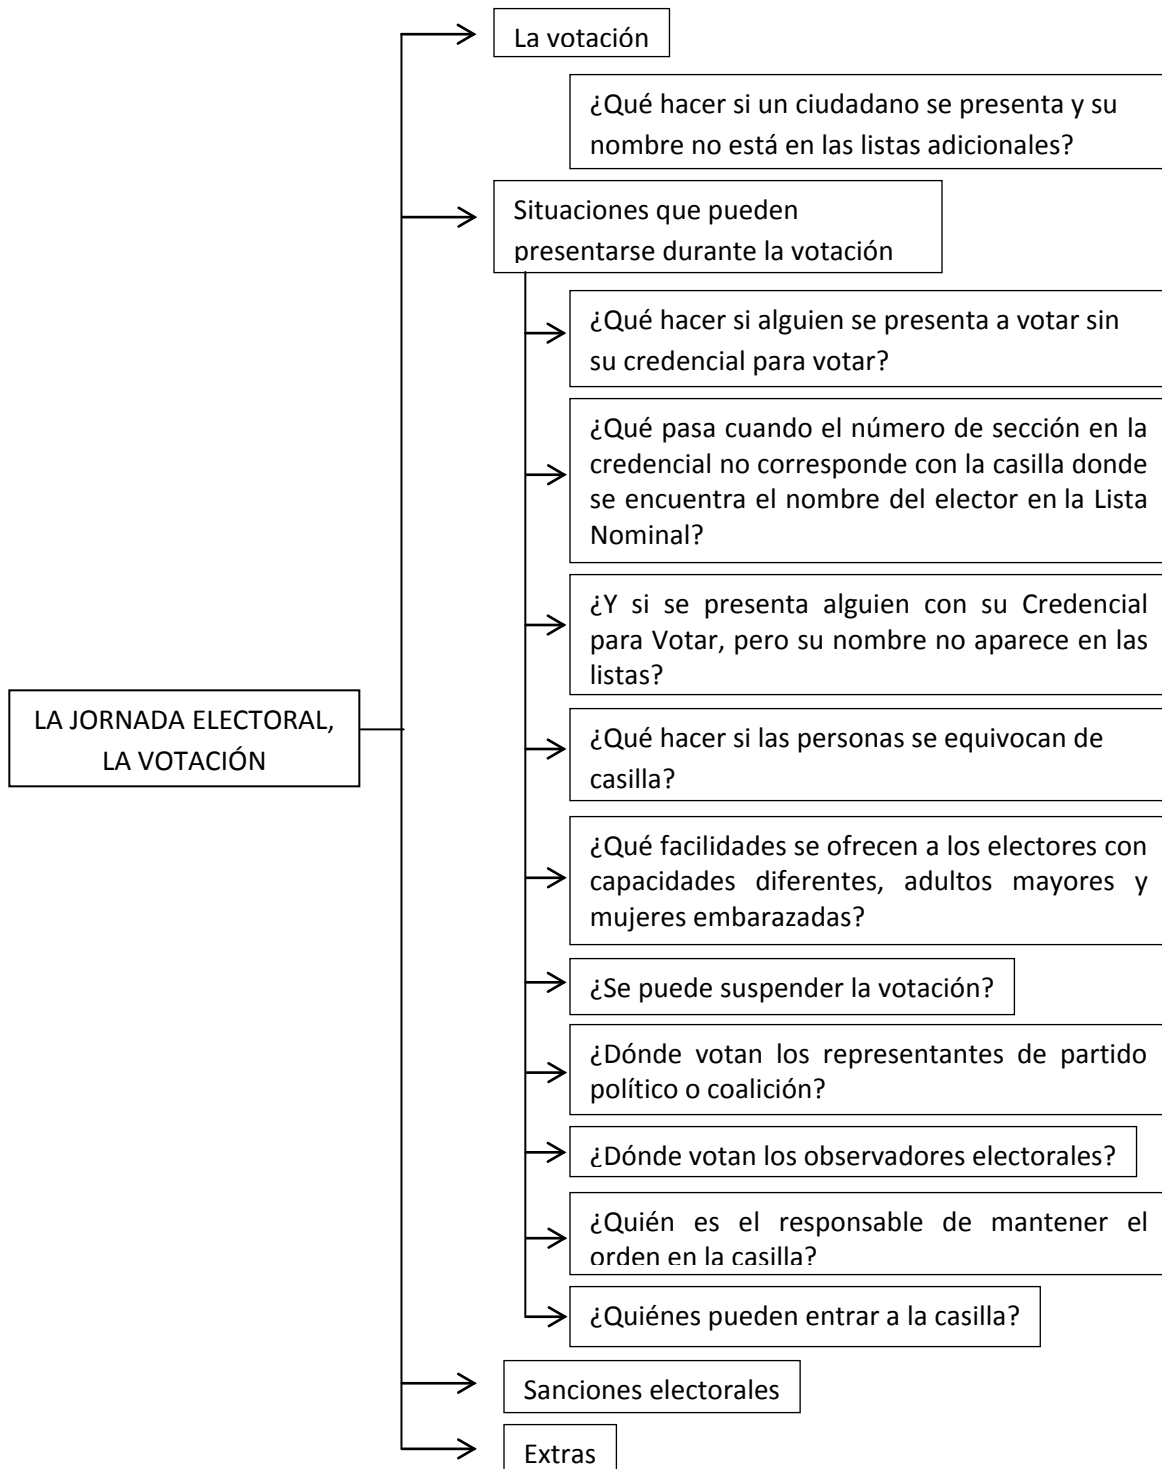 La votación
¿Qué hacer si un ciudadano se presenta y su
nombre no está en las listas adicionales?
Situaciones que pueden
presentarse durante la votación
¿Qué hacer si alguien se presenta a votar sin
su credencial para votar?
¿Qué pasa cuando el número de sección en la
credencial no corresponde con la casilla donde
se encuentra el nombre del elector en la Lista
Nominal?
¿Y si se presenta alguien con su Credencial
para Votar, pero su nombre no aparece en las
listas?
LA JORNADA ELECTORAL,
LA VOTACIÓN
¿Qué hacer si las personas se equivocan de
casilla?
¿Qué facilidades se ofrecen a los electores con
capacidades diferentes, adultos mayores y
mujeres embarazadas?
¿Se puede suspender la votación?
¿Dónde votan los representantes de partido
político o coalición?
¿Dónde votan los observadores electorales?
¿Quién es el responsable de mantener el
orden en la casilla?
¿Quiénes pueden entrar a la casilla?
Sanciones electorales
Extras